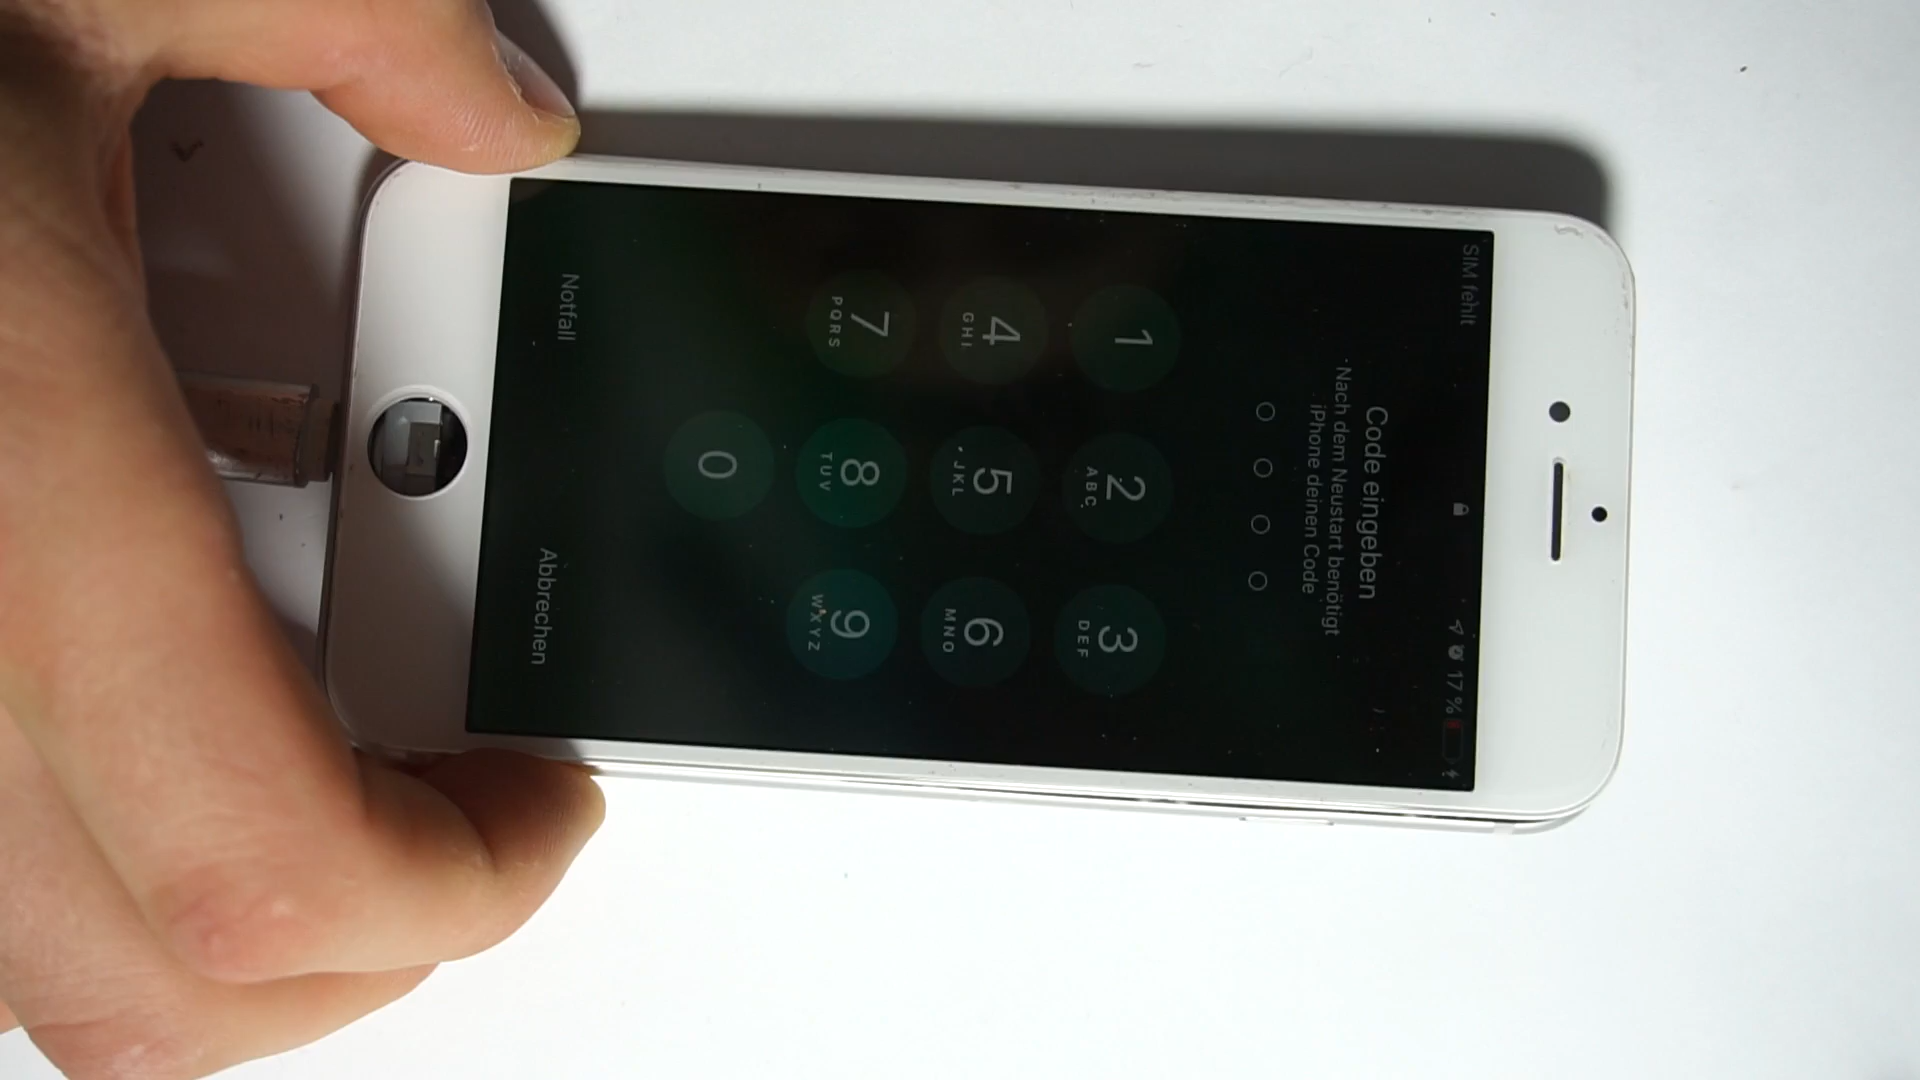 SIM fehlt
17 %
Code eingeben
Nach dem Neustart benötigt
iPhone deinen Code
1
2
ABC
3
DEF
4
GHI
5
JKL
6
MNO
7
PQRS
8
TUV
9
WXYZ
0
Notfall
Abbrechen